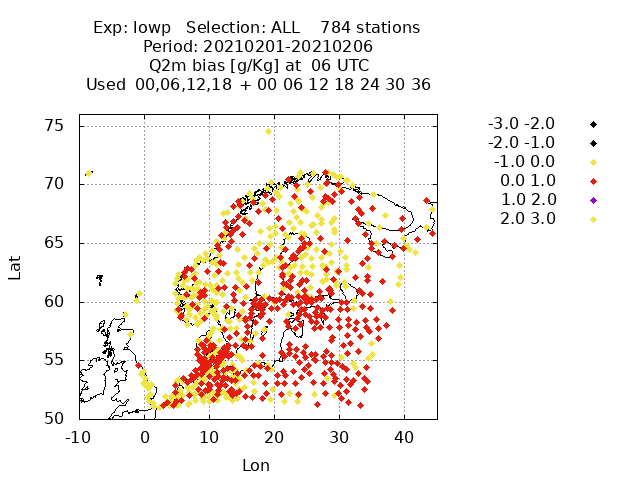 Exp: lowp   Selection: ALL    784 stations
Period: 20210201-20210206
Q2m bias [g/Kg] at  06 UTC
Used  00,06,12,18 + 00 06 12 18 24 30 36
-3.0 -2.0
-2.0 -1.0
-1.0 0.0
0.0 1.0
1.0 2.0
2.0 3.0
75
70
65
60
55
50
Lat
-10 0 10 20 30 40
Lon